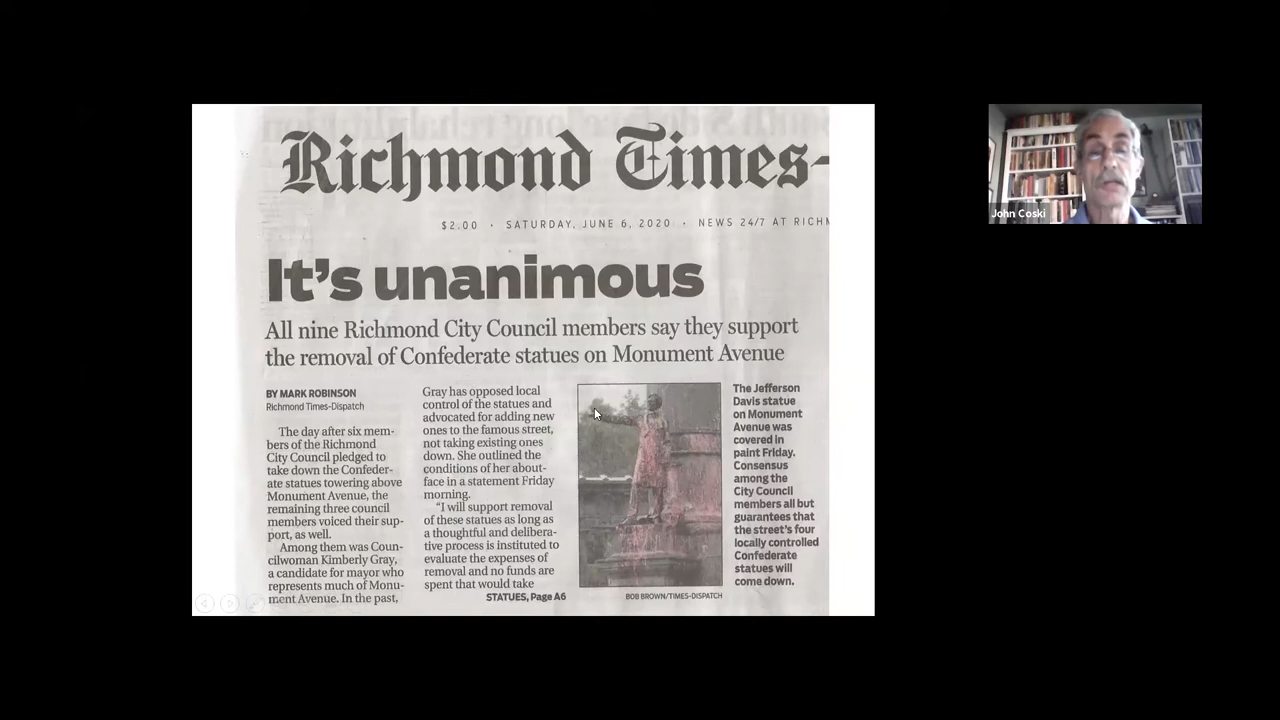 Richmond Times-
$2.00 · SATURDAY, JUNE 6, 2020 · NEWS 24/7 AT RICHM
It's unanimous
All nine Richmond City Council members say they support
the removal of Confederate statues on Monument Avenue
BY MARK ROBINSON
Richmond Times-Dispatch
The day after six mem-
bers of the Richmond
City Council pledged to
take down the Confeder-
ate statues towering above
Monument Avenue, the
remaining three council
members voiced their sup-
port, as well.
Among them was Coun-
cilwoman Kimberly Gray,
a candidate for mayor who
represents much of Monu-
ment Avenue. In the past,
Gray has opposed local
control of the statues and
advocated for adding new
ones to the famous street,
not taking existing ones
down. She outlined the
conditions of her about-
face in a statement Friday
morning.
“I will support removal
of these statues as long as
a thoughtful and delibera-
tive process is instituted to
evaluate the expenses of
removal and no funds are
spent that would take
STATUES, Page A6
BOB BROWN/TIMES-DISPATCH
The Jefferson
Davis statue
on Monument
Avenue was
covered in
paint Friday.
Consensus
among the
City Council
members all but
guarantees that
the street's four
locally controlled
Confederate
statues will
come down.
John Coski